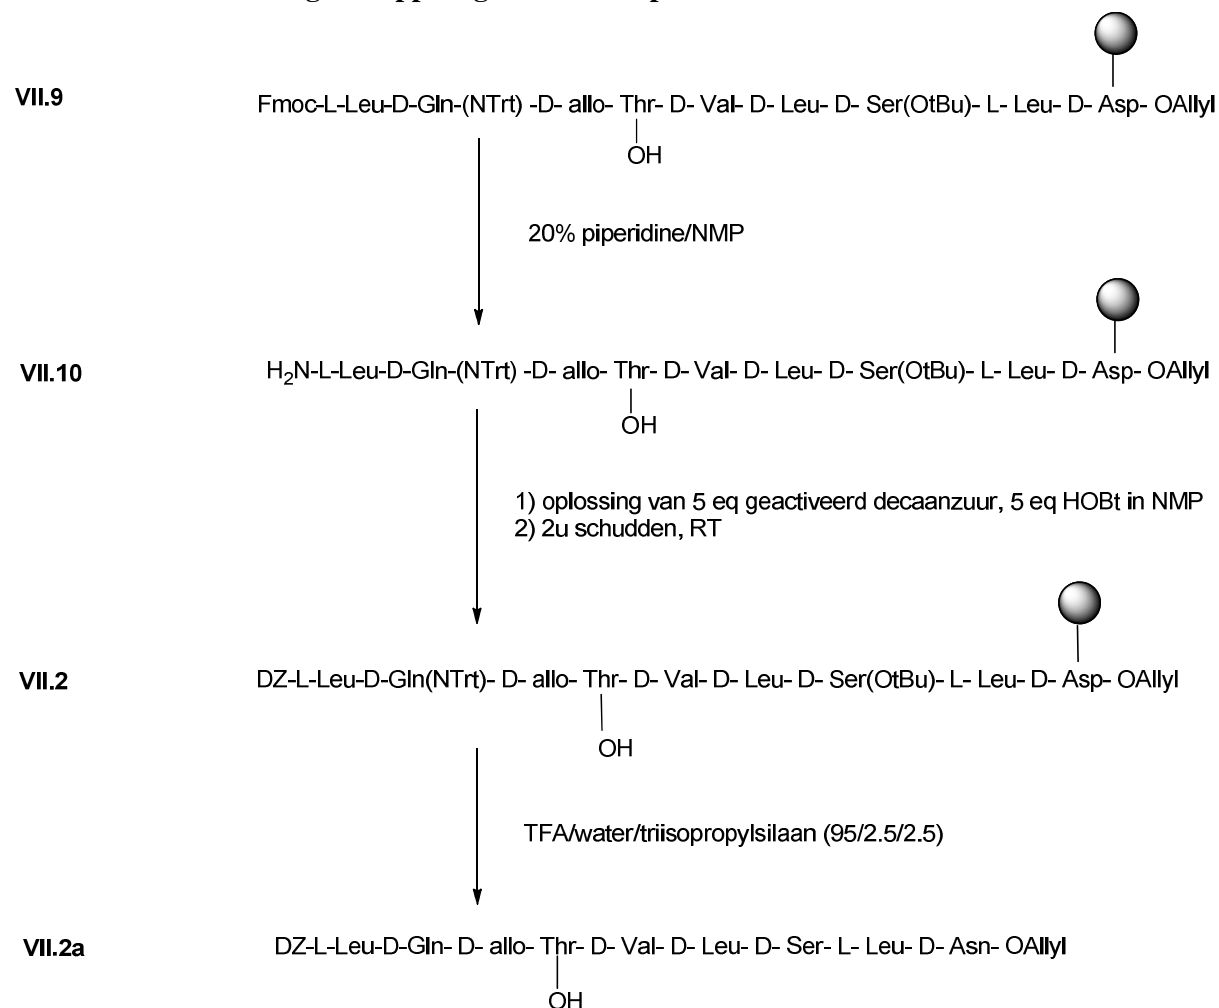 VII.9
Fmoc-L-Leu-D-Gln-(NTrt) -D- allo- Thr- D- Val- D- Leu- D- Ser(OtBu)- L- Leu- D- Asp- OAllyl
OH
20% piperidine/NMP
VII.10
H2N-L-Leu-D-Gln-(NTrt) -D- allo- Thr- D- Val- D- Leu- D- Ser(OtBu)- L- Leu- D- Asp- OAllyl
OH
1) oplossing van 5 eq geactiveerd decaanzuur, 5 eq HOBt in NMP
2) 2u schudden, RT
VII.2
DZ-L-Leu-D-Gln(NTrt)- D- allo- Thr- D- Val- D- Leu- D- Ser(OtBu)- L- Leu- D- Asp- OAllyl
OH
TFA/water/triisopropylsilaan (95/2.5/2.5)
VII.2a
DZ-L-Leu-D-Gln- D- allo- Thr- D- Val- D- Leu- D- Ser- L- Leu- D- Asn- OAllyl
OH